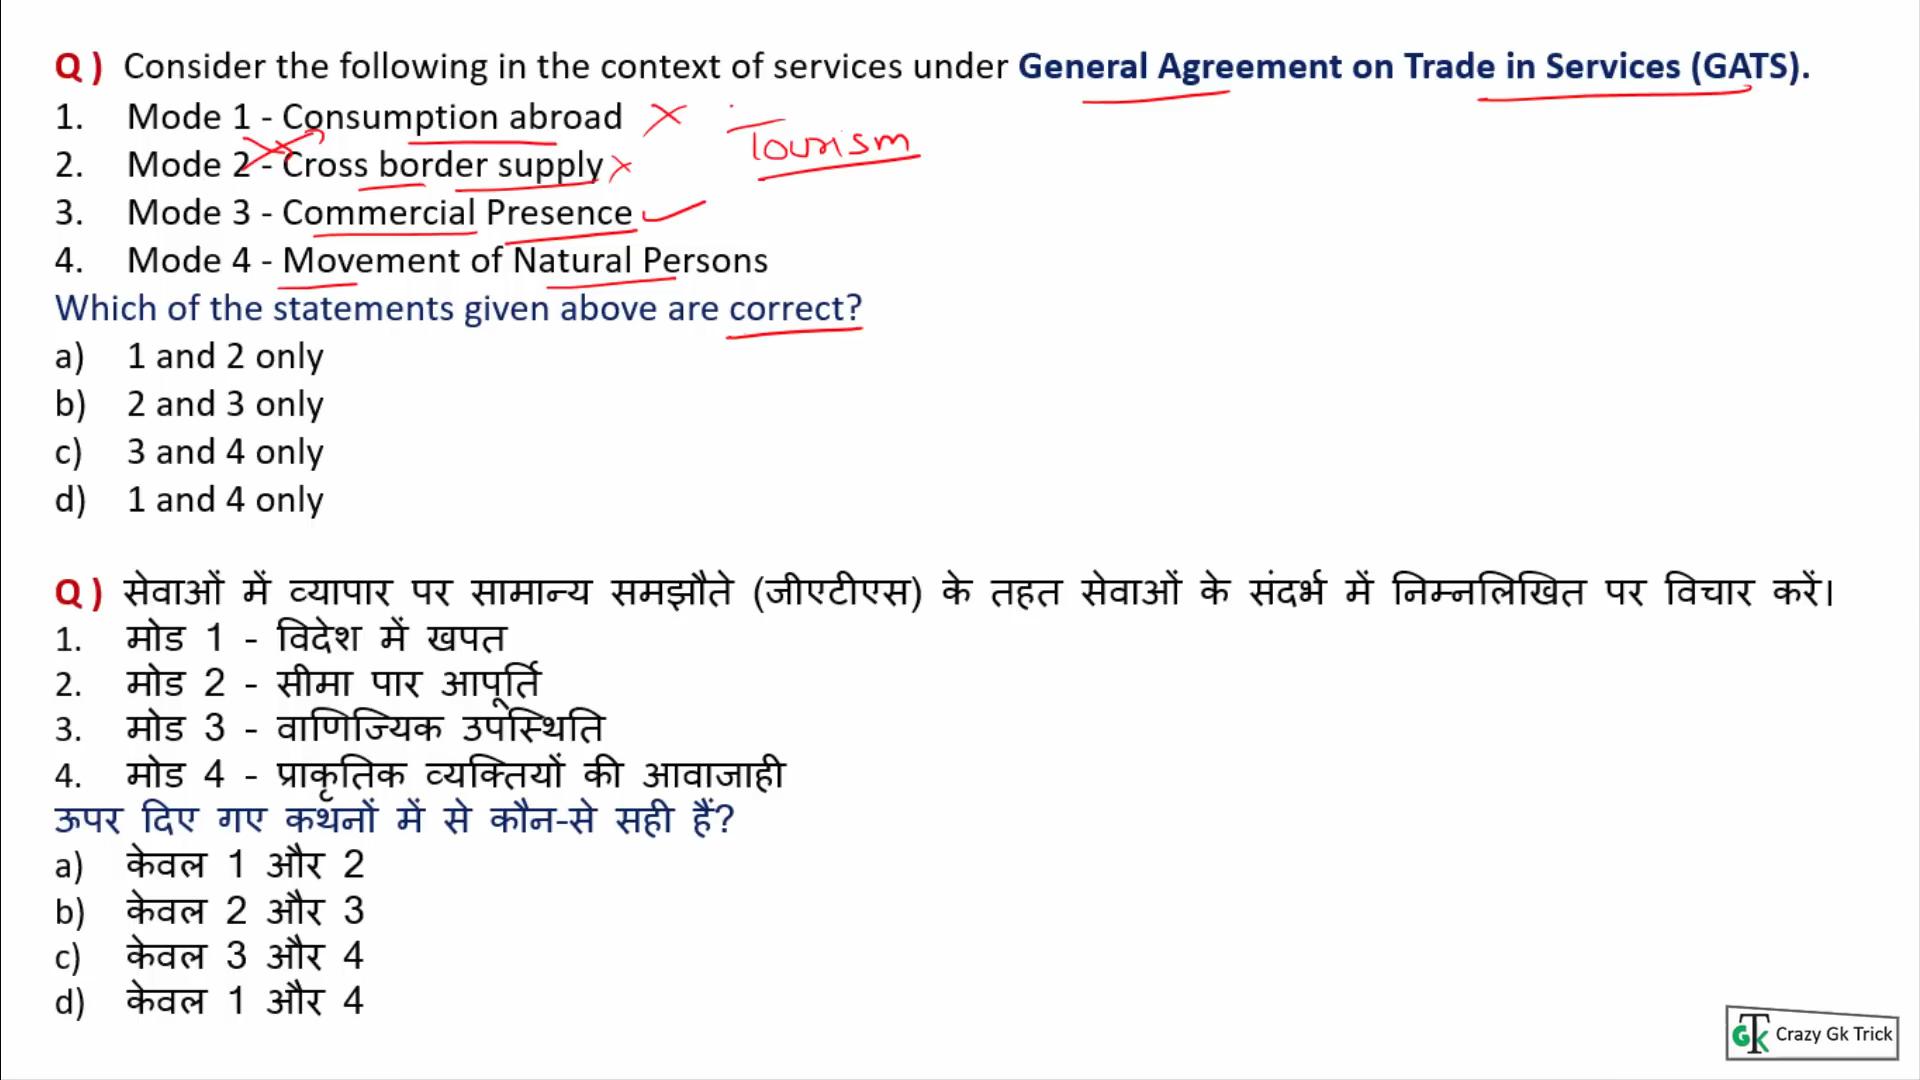 Q ) Consider the following in the context of services under General Agreement on Trade in Services (GATS).
1. Mode 1 - Consumption abroad
Tourism
2. Mode 2 - Cross border supply
3. Mode 3 - Commercial Presence
4. Mode 4 - Movement of Natural Persons
Which of the statements given above are correct?
a) 1 and 2 only
b) 2 and 3 only
c) 3 and 4 only
d) 1 and 4 only
Q ) सेवाओं में व्यापार पर सामान्य समझौते (जीएटीएस) के तहत सेवाओं के संदर्भ में निम्नलिखित पर विचार करें।
1. मोड 1 - विदेश में खपत
2. मोड 2 - सीमा पार आपूर्ति
3. मोड 3 - वाणिज्यिक उपस्थिति
4. मोड 4 - प्राकृतिक व्यक्तियों की आवाजाही
ऊपर दिए गए कथनों में से कौन-से सही हैं?
a) केवल 1 और 2
b) केवल 2 और 3
c) केवल 3 और 4
d) केवल 1 और 4
GTK Crazy Gk Trick